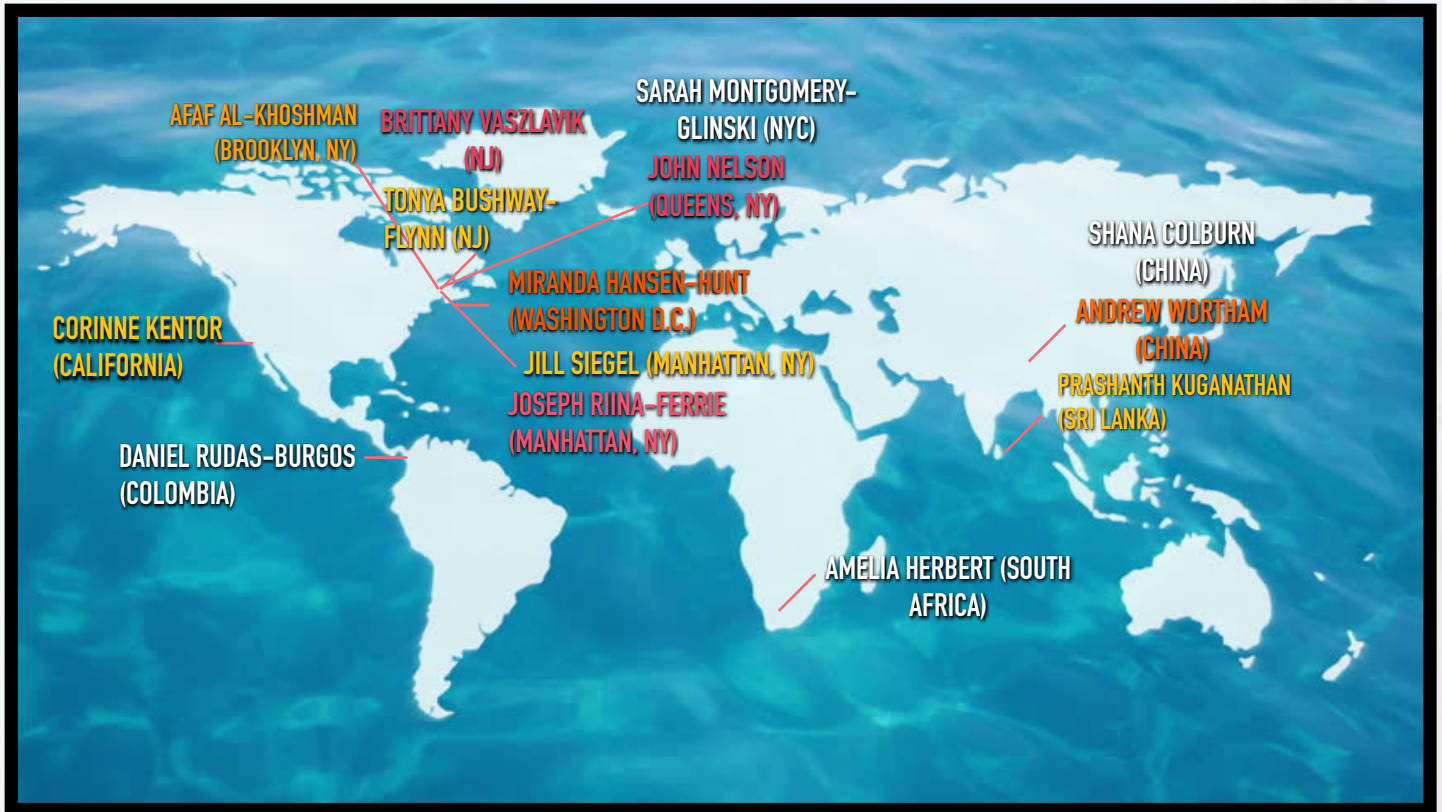 AFAF AL-KHOSHMAN
(BROOKLYN, NY)
BRITTANY VASZLAVIK
(NJ)
TONYA BUSHWAY-
FLYNN (NJ)
SARAH MONTGOMERY-
GLINSKI (NYC)
JOHN NELSON
(QUEENS, NY)
MIRANDA HANSEN-HUNT
(WASHINGTON D.C.)
JILL SIEGEL (MANHATTAN, NY)
JOSEPH RIINA-FERRIE
(MANHATTAN, NY)
CORINNE KENTOR
(CALIFORNIA)
DANIEL RUDAS-BURGOS
(COLOMBIA)
SHANA COLBURN
(CHINA)
ANDREW WORTHAM
(CHINA)
PRASHANTH KUGANATHAN
(SRI LANKA)
AMELIA HERBERT (SOUTH
AFRICA)